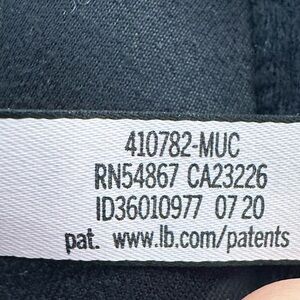 410782-MUC
RN54867 CA23226
ID36010977 07 20
pat. www.lb.com/patents